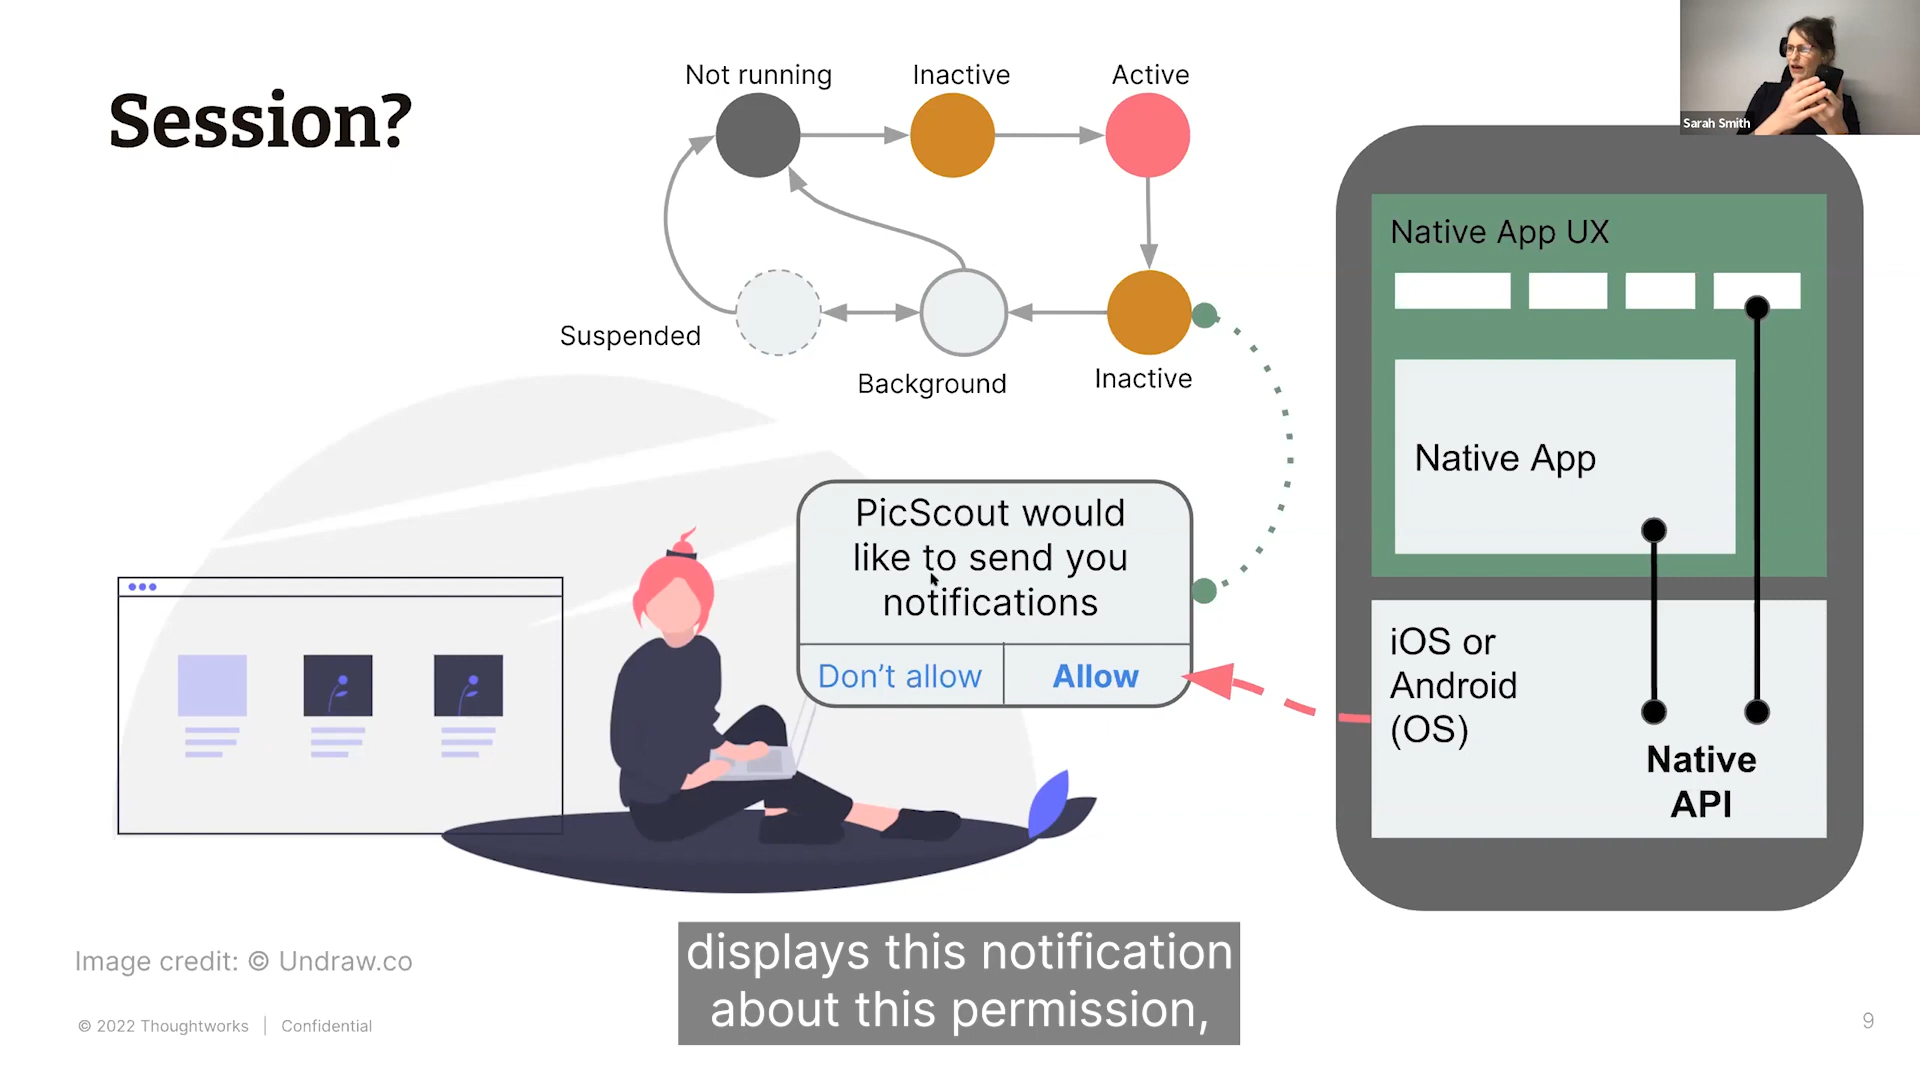 Session?
Not running
Inactive
Active
Sarah Smith
Suspended
Background
Inactive
Native App UX
Native App
PicScout would
like to send you
notifications
Don't allow
Allow
iOS or
Android
(OS)
Native
API
displays this notification
about this permission,
Image credit: © Undraw.co
© 2022 Thoughtworks | Confidential
9